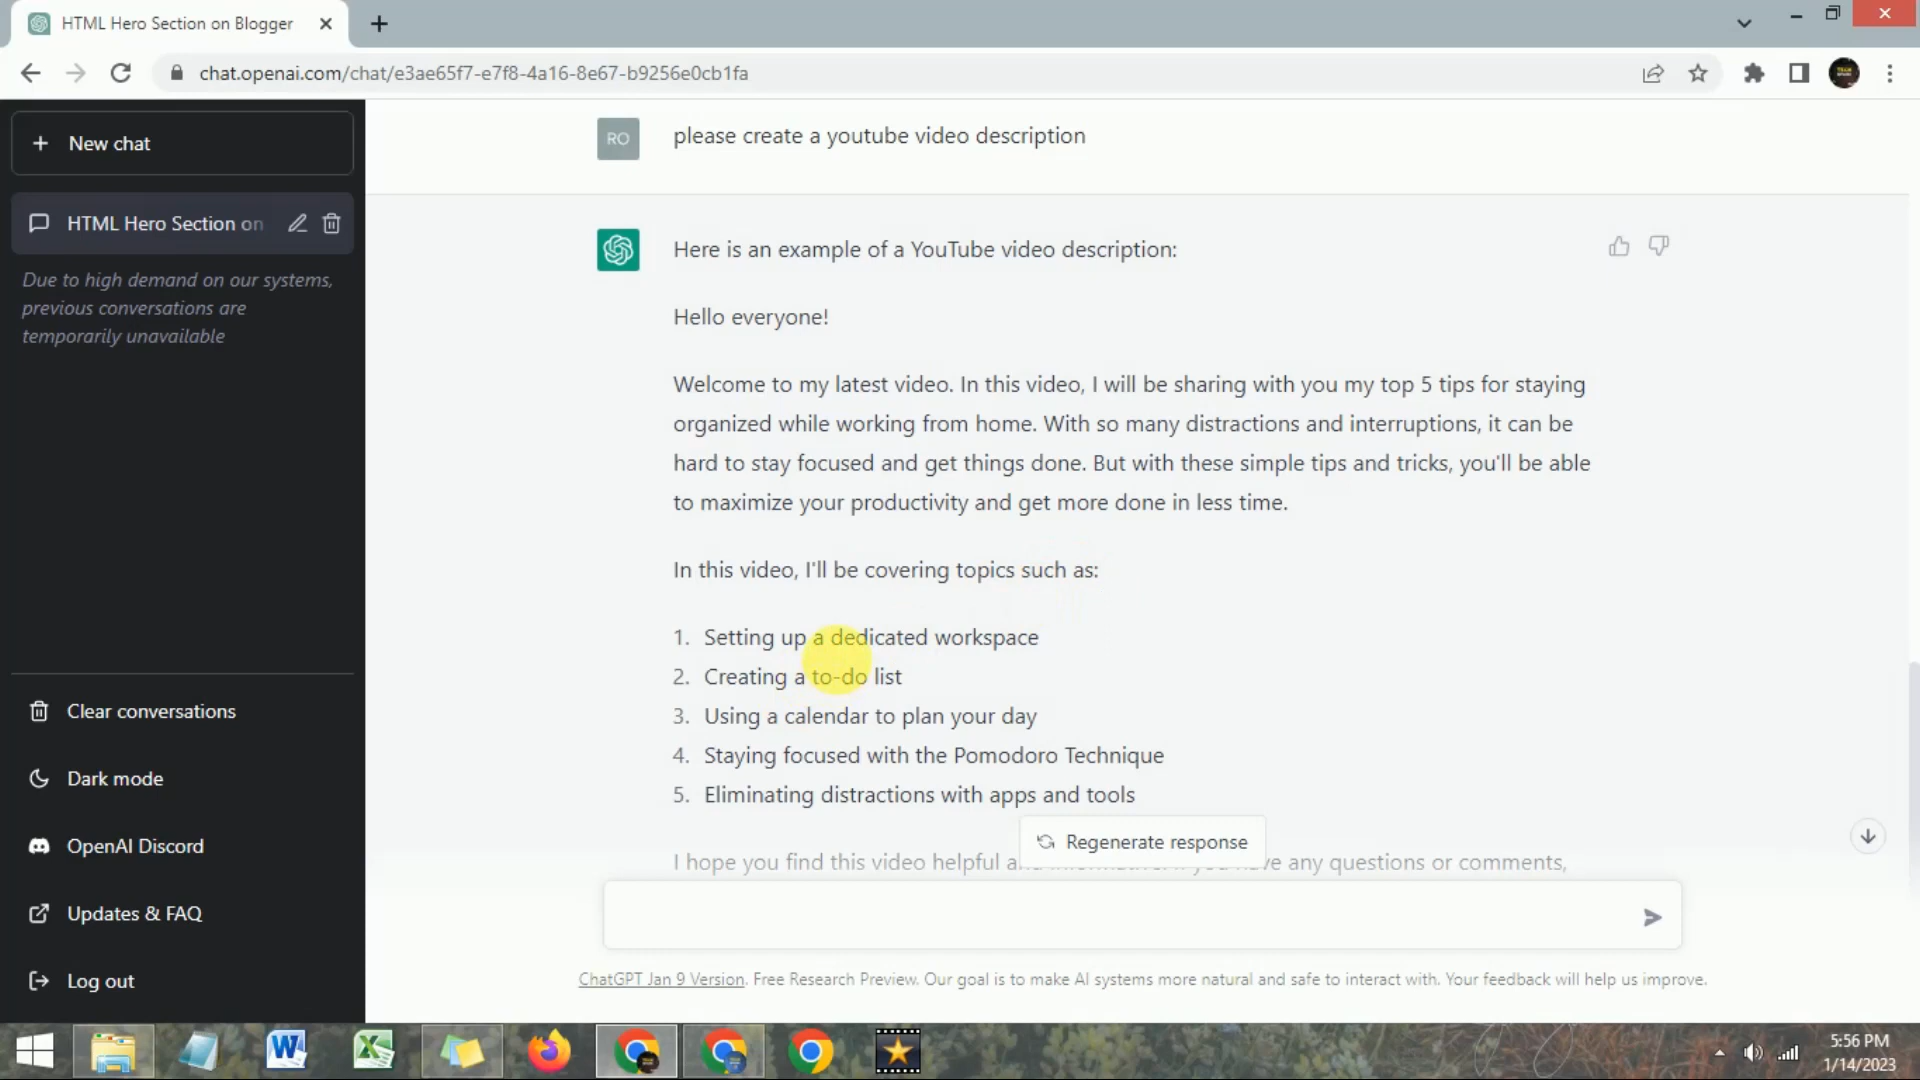 HTML Hero Section on Blogger
chat.openai.com/chat/e3ae65f7-e7f8-4a16-8e67-b9256e0cb1fa
New chat
HTML Hero Section on
Due to high demand on our systems,
previous conversations are
temporarily unavailable
Clear conversations
Dark mode
OpenAI Discord
Updates & FAQ
Log out
RO
please create a youtube video description
Here is an example of a YouTube video description:
Hello everyone!
Welcome to my latest video. In this video, I will be sharing with you my top 5 tips for staying
organized while working from home. With so many distractions and interruptions, it can be
hard to stay focused and get things done. But with these simple tips and tricks, you'll be able
to maximize your productivity and get more done in less time.
In this video, I'll be covering topics such as:
1. Setting up a dedicated workspace
2. Creating a to-do list
3. Using a calendar to plan your day
4. Staying focused with the Pomodoro Technique
5. Eliminating distractions with apps and tools
Regenerate response
I hope you find this video helpful any questions or comments,
ChatGPT Jan 9 Version. Free Research Preview. Our goal is to make AI systems more natural and safe to interact with. Your feedback will help us improve.
5:56 PM
1/14/2023